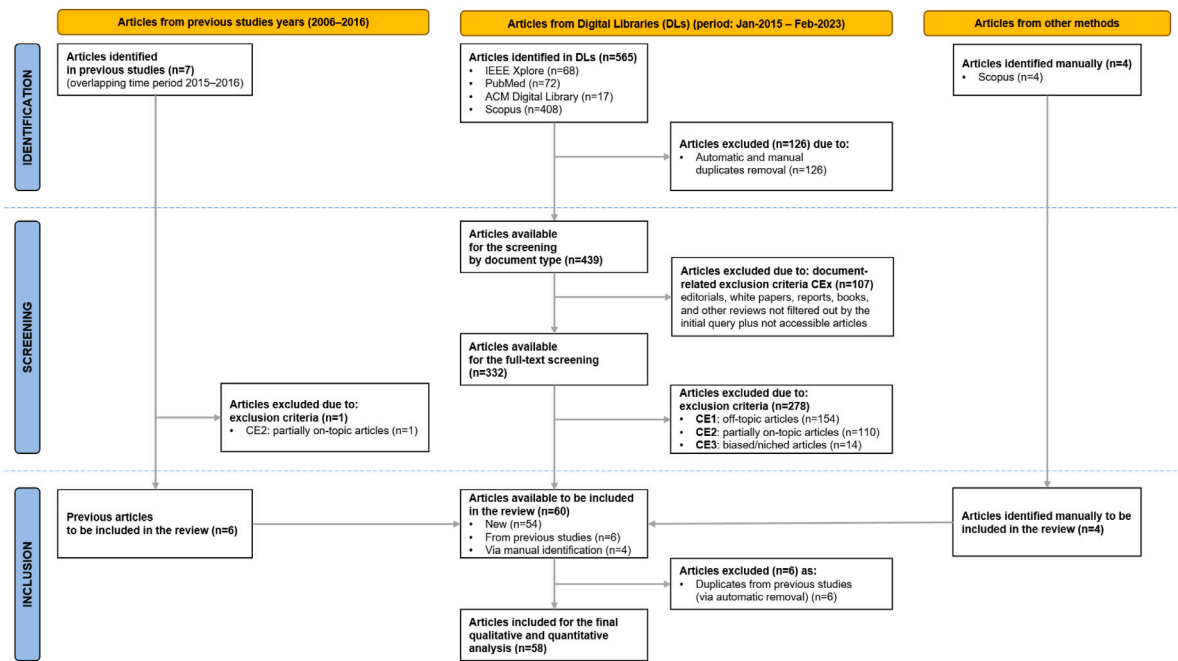 Articles from previous studies years (2006–2016)
Articles from Digital Libraries (DLs) (period: Jan-2015 – Feb-2023)
Articles from other methods
IDENTIFICATION
Articles identified
in previous studies (n=7)
(overlapping time period 2015–2016)
Articles identified in DLs (n=565)
• IEEE Xplore (n=68)
• PubMed (n=72)
• ACM Digital Library (n=17)
• Scopus (n=408)
Articles identified manually (n=4)
• Scopus (n=4)
Articles excluded (n=126) due to:
• Automatic and manual
duplicates removal (n=126)
SCREENING
Articles available
for the screening
by document type (n=439)
Articles excluded due to: document-
related exclusion criteria CEx (n=107)
editorials, white papers, reports, books,
and other reviews not filtered out by the
initial query plus not accessible articles
Articles available
for the full-text screening
(n=332)
Articles excluded due to:
exclusion criteria (n=1)
• CE2: partially on-topic articles (n=1)
Articles excluded due to:
exclusion criteria (n=278)
• CE1: off-topic articles (n=154)
• CE2: partially on-topic articles (n=110)
• CE3: biased/niched articles (n=14)
INCLUSION
Previous articles
to be included in the review (n=6)
Articles available to be included
in the review (n=60)
• New (n=54)
• From previous studies (n=6)
• Via manual identification (n=4)
Articles identified manually to be
included in the review (n=4)
Articles excluded (n=6) as:
• Duplicates from previous studies
(via automatic removal) (n=6)
Articles included for the final
qualitative and quantitative
analysis (n=58)